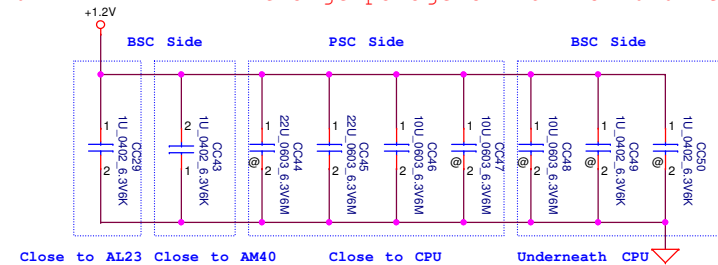 +1.2V
BSC Side
PSC Side
BSC Side
1
CC29
1U_0402_6.3V6K
2
2
CC43
1U_0402_6.3V6K
1
1
CC44
22U_0603_6.3V6M
@
2
1
CC45
22U_0603_6.3V6M
2
1
CC46
10U_0603_6.3V6M
2
1
CC47
10U_0603_6.3V6M
@
2
1
CC48
10U_0603_6.3V6M
@
2
1
CC49
1U_0402_6.3V6K
@
2
1
CC50
1U_0402_6.3V6K
@
2
Close to AL23
Close to AM40
Close to CPU
Underneath CPU